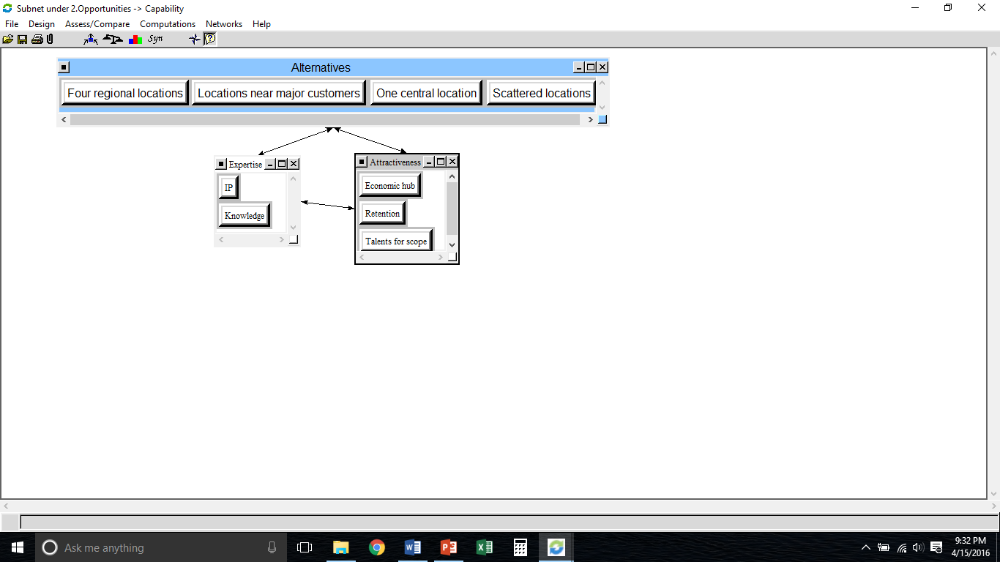 Subnet under 2.Opportunities -> Capability
File Design Assess/Compare Computations Networks Help
Syn
Alternatives
Four regional locations Locations near major customers One central location Scattered locations
Expertise
IP
Knowledge
Attractiveness
Economic hub
Retention
Talents for scope
Ask me anything
9:32 PM
4/15/2016